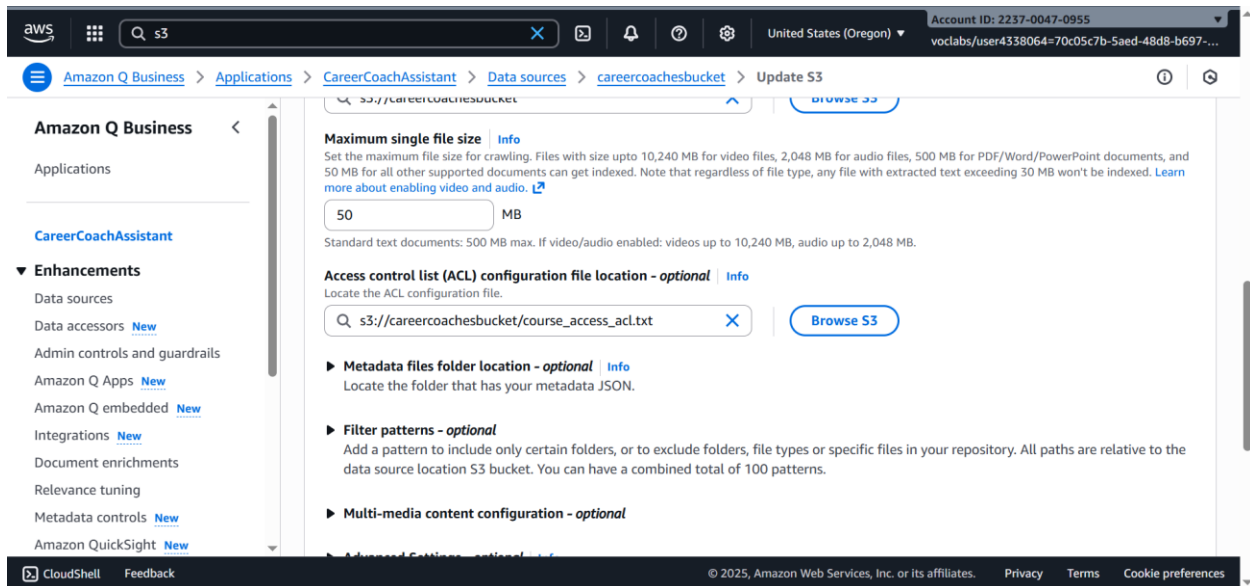 aws
s3
United States (Oregon) ▼
Account ID: 2237-0047-0955
voclabs/user4338064=70c05c7b-5aed-48d8-b697-...
Amazon Q Business > Applications > CareerCoachAssistant > Data sources > careercoachesbucket > Update S3
Amazon Q Business
Applications
CareerCoachAssistant
Enhancements
Data sources
Data accessors New
Admin controls and guardrails
Amazon Q Apps New
Amazon Q embedded New
Integrations New
Document enrichments
Relevance tuning
Metadata controls New
Amazon QuickSight New
s3://careercoachesbucket
Browse S3
Maximum single file size Info
Set the maximum file size for crawling. Files with size upto 10,240 MB for video files, 2,048 MB for audio files, 500 MB for PDF/Word/PowerPoint documents, and
50 MB for all other supported documents can get indexed. Note that regardless of file type, any file with extracted text exceeding 30 MB won't be indexed. Learn
more about enabling video and audio.
50 MB
Standard text documents: 500 MB max. If video/audio enabled: videos up to 10,240 MB, audio up to 2,048 MB.
Access control list (ACL) configuration file location - optional Info
Locate the ACL configuration file.
s3://careercoachesbucket/course_access_acl.txt
Browse S3
Metadata files folder location - optional Info
Locate the folder that has your metadata JSON.
Filter patterns - optional
Add a pattern to include only certain folders, or to exclude folders, file types or specific files in your repository. All paths are relative to the
data source location S3 bucket. You can have a combined total of 100 patterns.
Multi-media content configuration - optional
Advanced Settings - optional Info
CloudShell Feedback
© 2025, Amazon Web Services, Inc. or its affiliates. Privacy Terms Cookie preferences